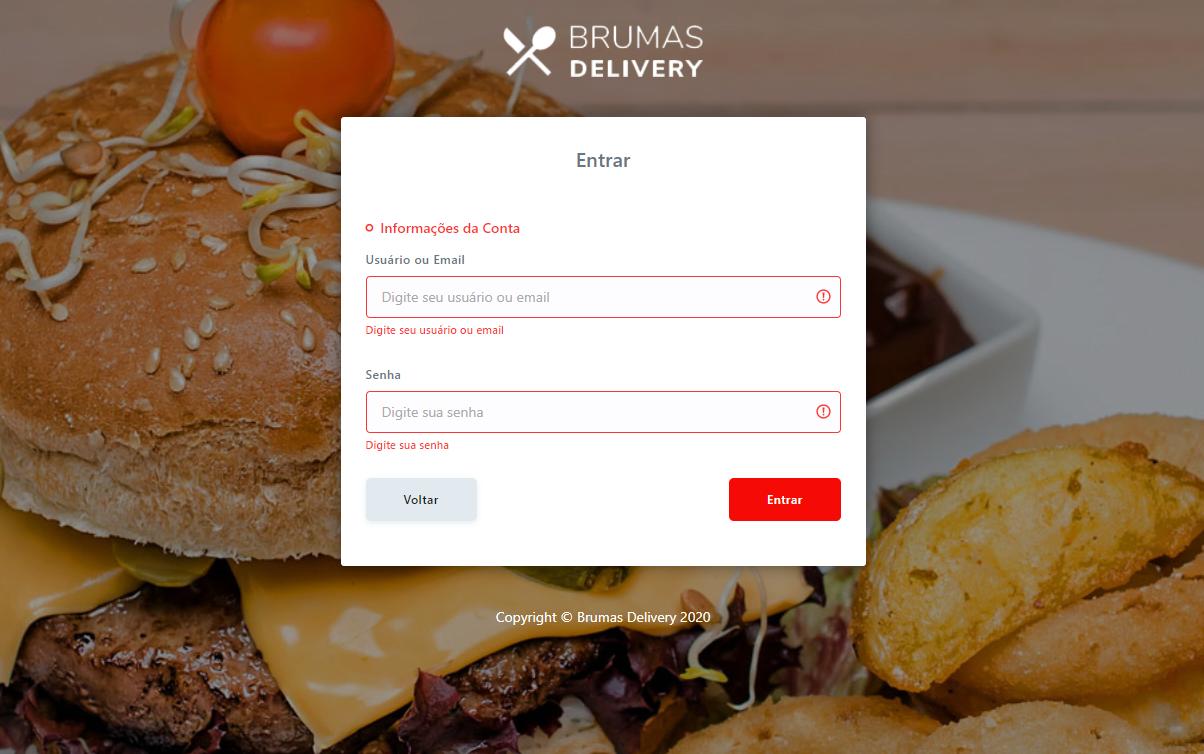 BRUMAS
DELIVERY
Entrar
Informações da Conta
Usuário ou Email
Digite seu usuário ou email
Digite seu usuário ou email
Senha
Digite sua senha
Digite sua senha
Voltar
Entrar
Copyright © Brumas Delivery 2020